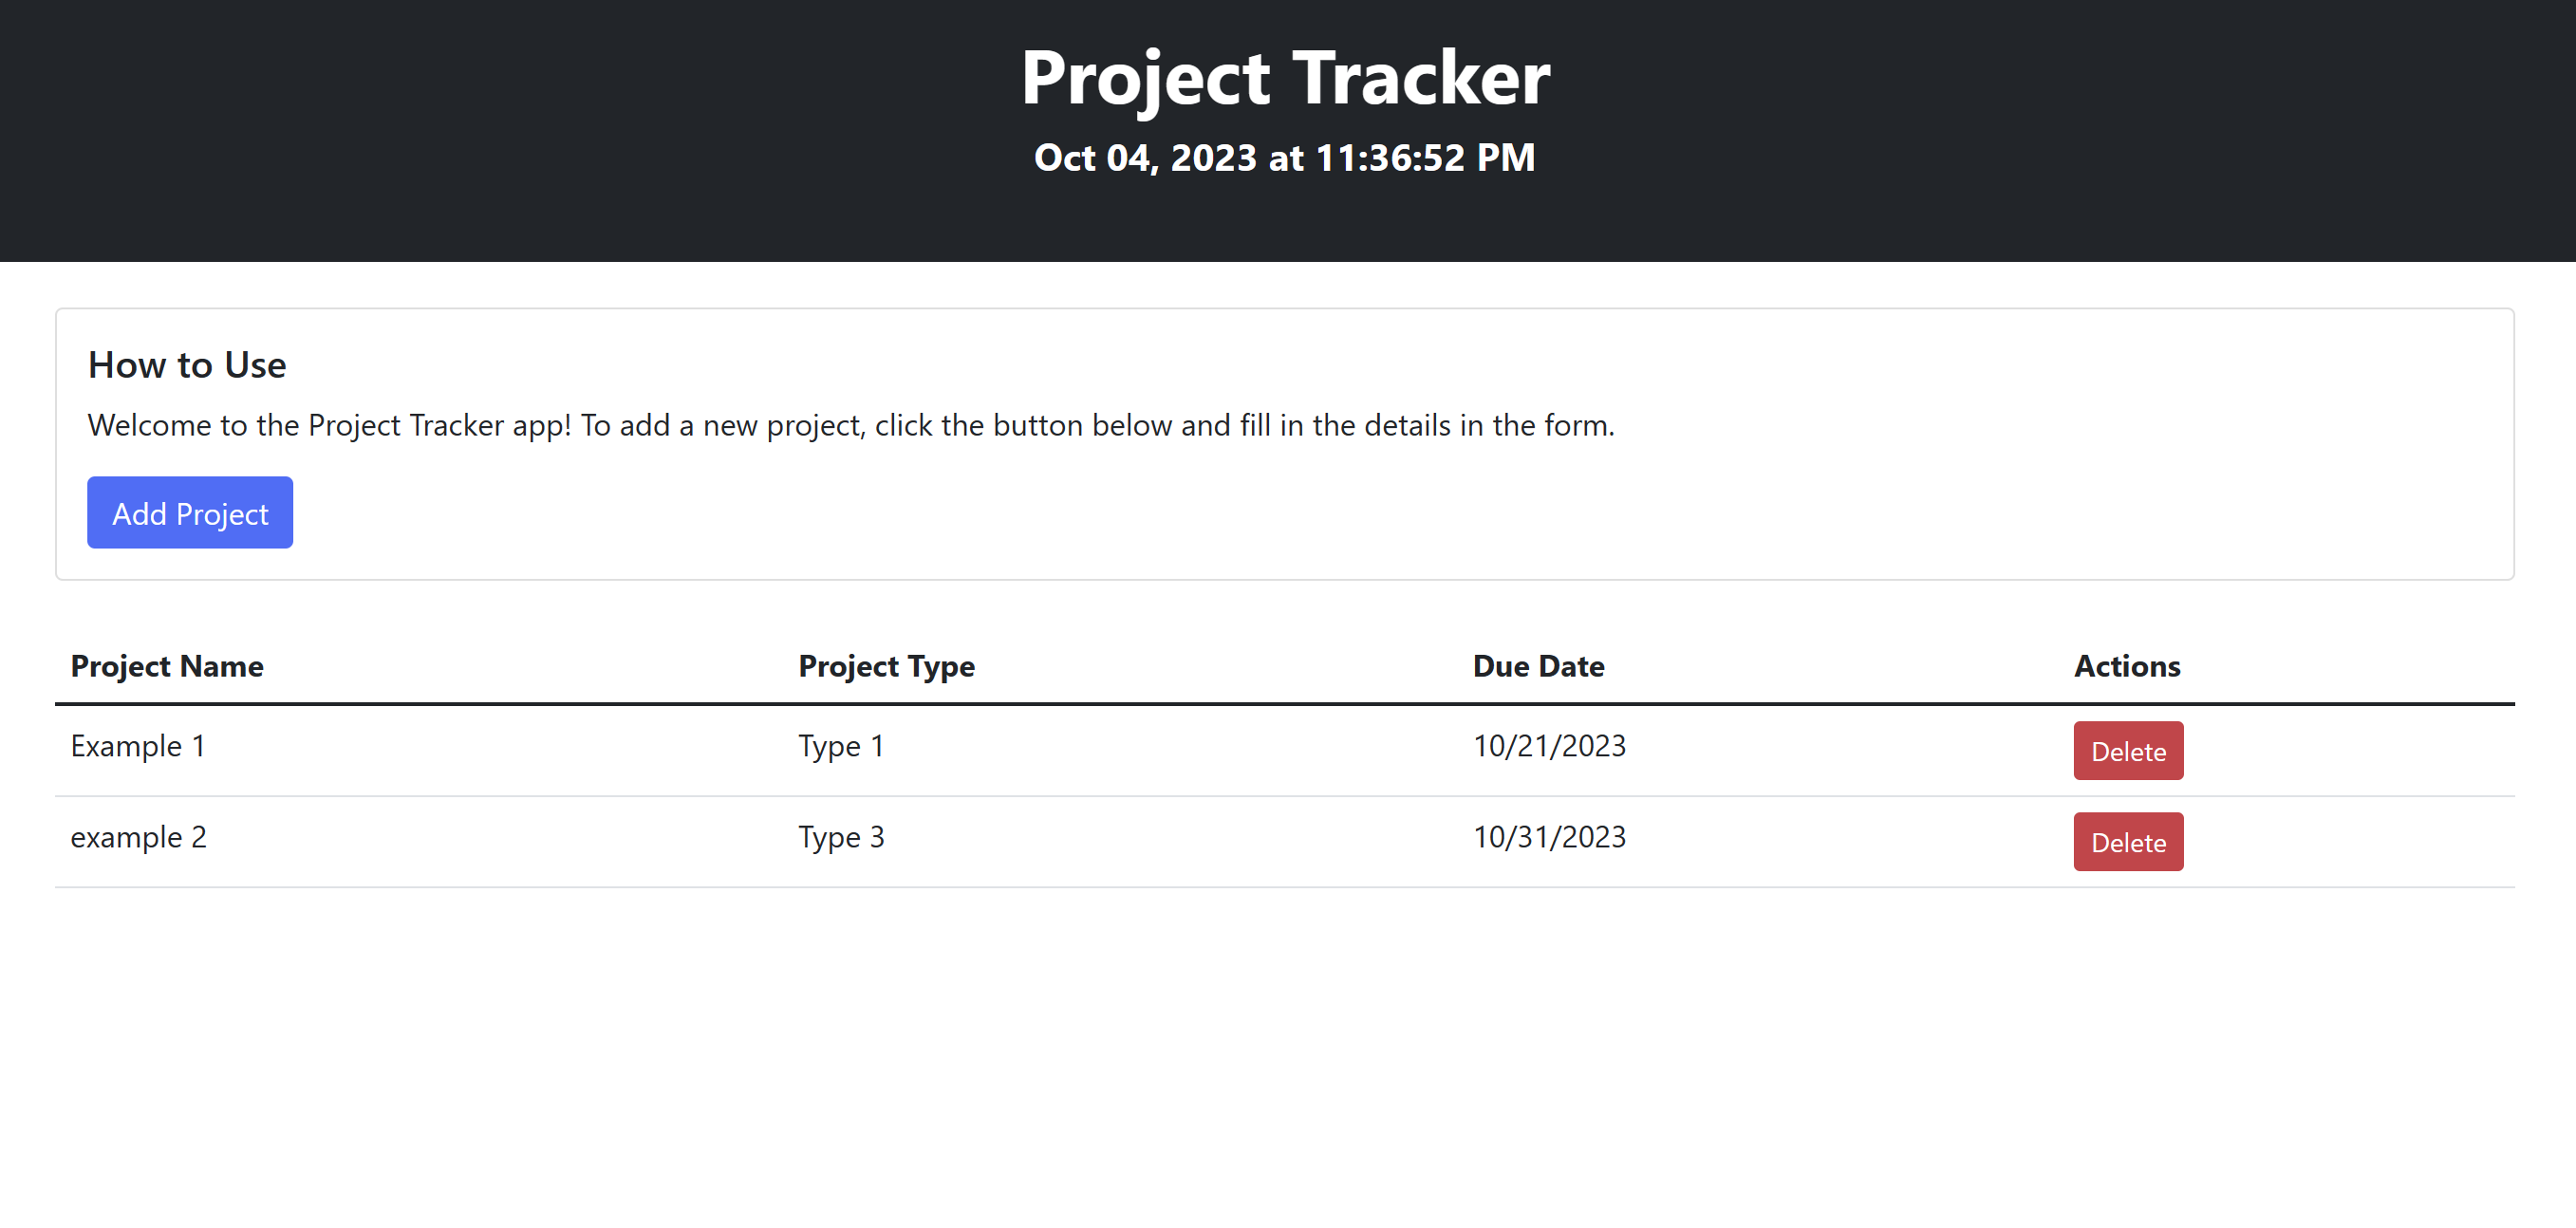 Project Tracker
Oct 04, 2023 at 11:36:52 PM
How to Use
Welcome to the Project Tracker app! To add a new project, click the button below and fill in the details in the form.
Add Project
Project Name Project Type Due Date Actions
Example 1 Type 1 10/21/2023 Delete
example 2 Type 3 10/31/2023 Delete